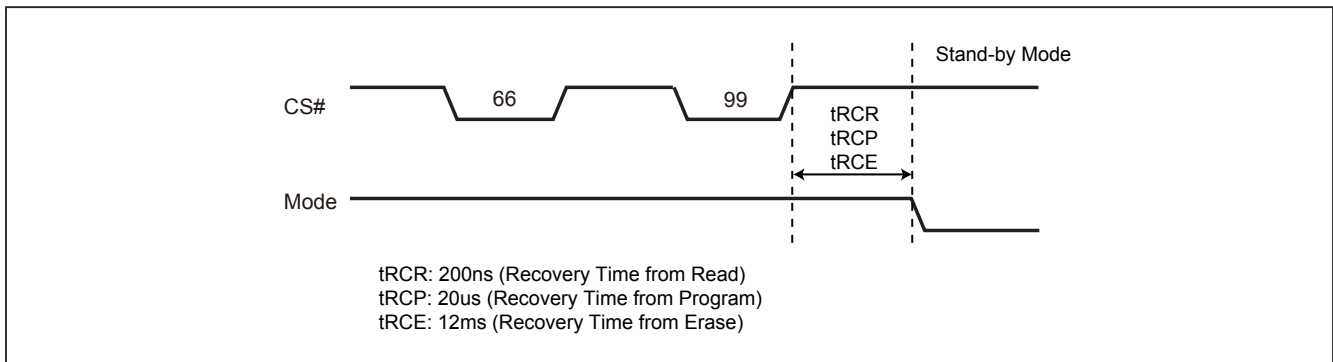 Stand-by Mode
CS#
66
99
tRCR
tRCP
tRCE
Mode
tRCR: 200ns (Recovery Time from Read)
tRCP: 20us (Recovery Time from Program)
tRCE: 12ms (Recovery Time from Erase)